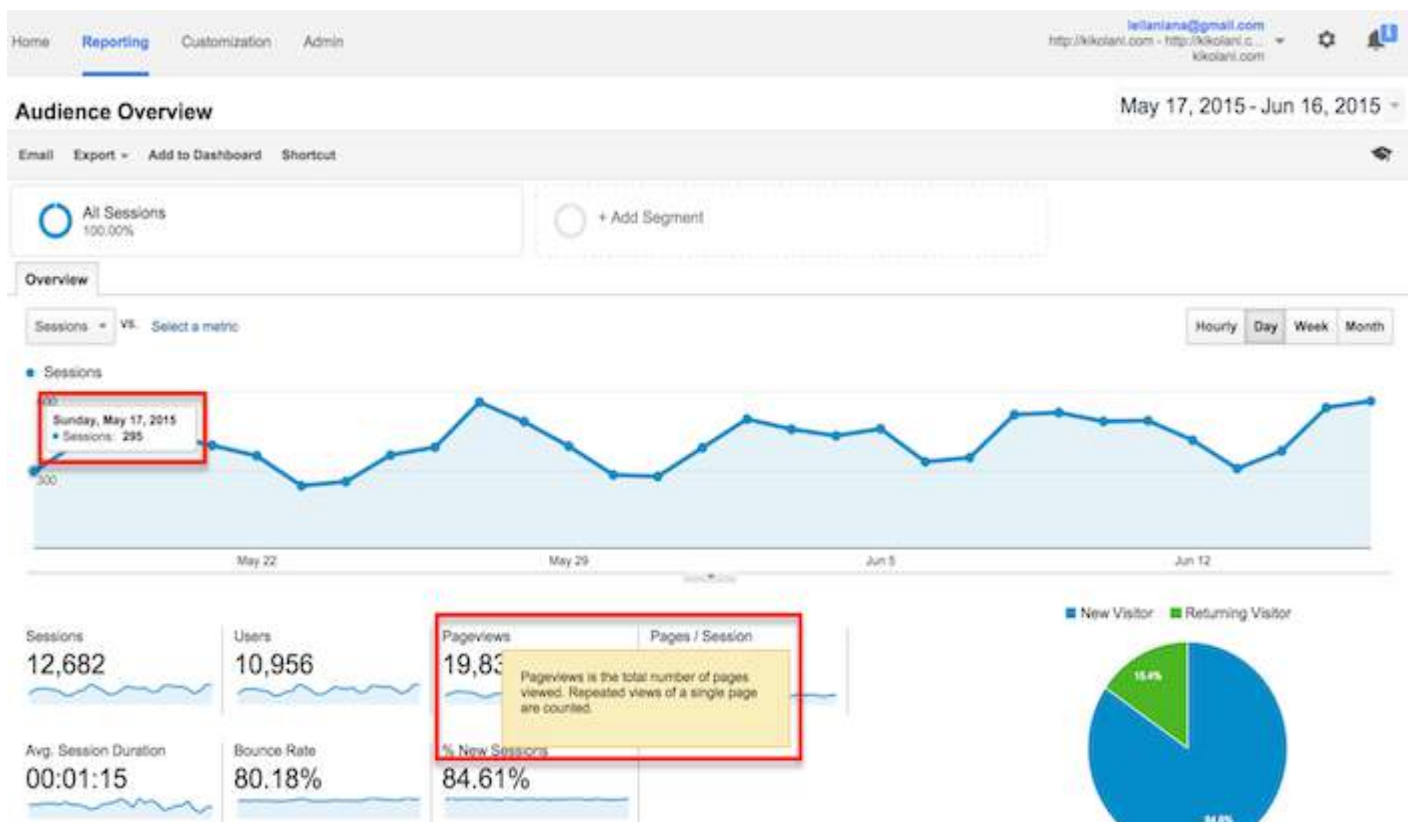 Home Reporting Customization Admin
leilaniana@gmail.com
http://kikolani.com - http://kikolani.c...
kikolani.com
1
Audience Overview
May 17, 2015 - Jun 16, 2015
Email Export Add to Dashboard Shortcut
All Sessions
100.00%
+ Add Segment
Overview
Sessions VS. Select a metric
Hourly Day Week Month
Sessions
600
Sunday, May 17, 2015
Sessions: 295
300
May 22 May 29 Jun 5 Jun 12
New Visitor Returning Visitor
Sessions Users Pageviews Pages / Session
12,682 10,956 19,83
Pageviews is the total number of pages
viewed. Repeated views of a single page
are counted.
15.4%
Avg. Session Duration Bounce Rate % New Sessions
00:01:15 80.18% 84.61%
84.6%